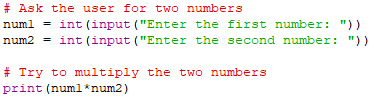 # Ask the user for two numbers
num1 = int(input("Enter the first number: "))
num2 = int(input("Enter the second number: "))
# Try to multiply the two numbers
print(num1*num2)